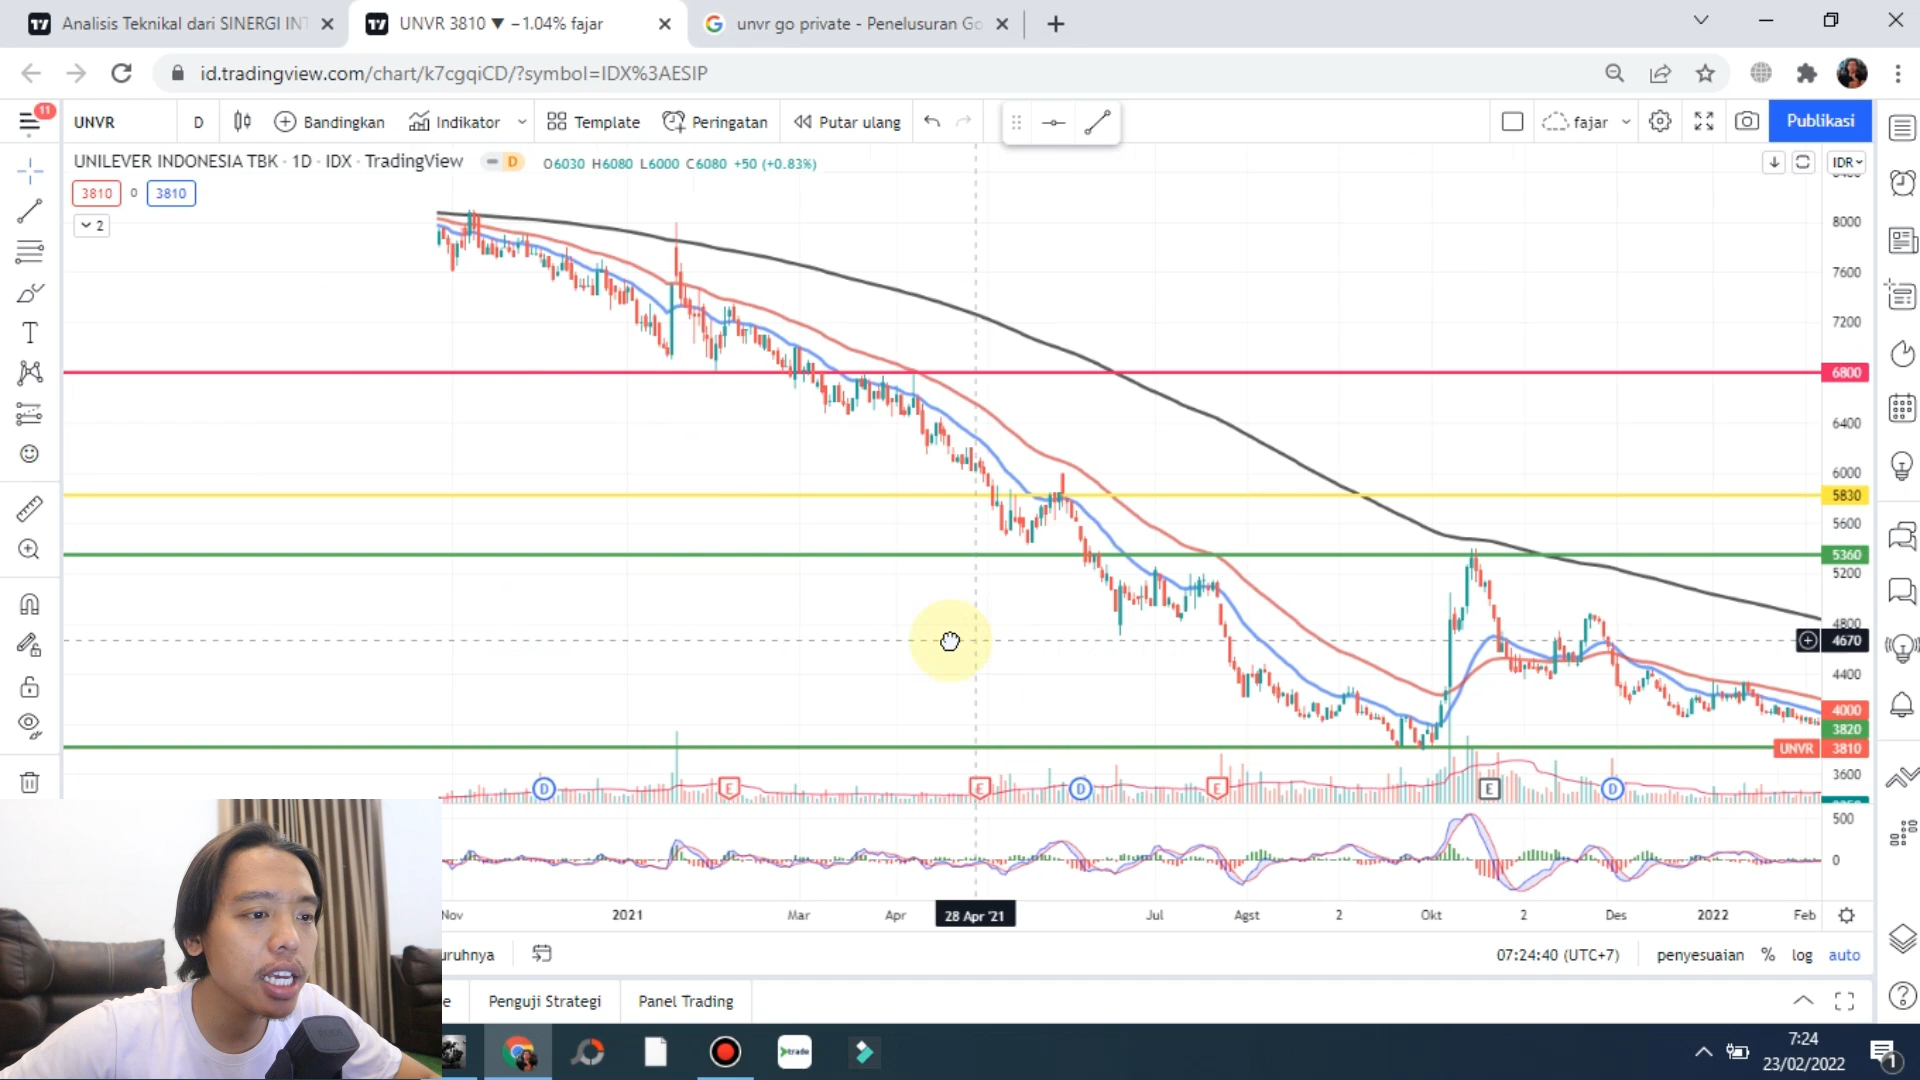 Analisis Teknikal dari SINERGI INT
UNVR 3810 ▼ −1.04% fajar
unvr go private - Penelusuran Go
id.tradingview.com/chart/k7cgqiCD/?symbol=IDX%3AESIP
11
UNVR
D
Bandingkan
Indikator
Template
Peringatan
Putar ulang
fajar
Publikasi
UNILEVER INDONESIA TBK · 1D · IDX · TradingView
D
O6030 H6080 L6000 C6080 +50 (+0.83%)
IDR
3810
0
3810
2
8000
7600
7200
6800
6400
6000
5830
5600
5360
5200
4800
4670
4400
4000
3820
UNVR 3810
3600
D
E
E
D
E
E
D
500
0
Nov
2021
Mar
Apr
28 Apr '21
Jul
Agst
2
Okt
2
Des
2022
Feb
uruhnya
07:24:40 (UTC+7)
penyesuaian
%
log
auto
e
Penguji Strategi
Panel Trading
trade
7:24
23/02/2022
1